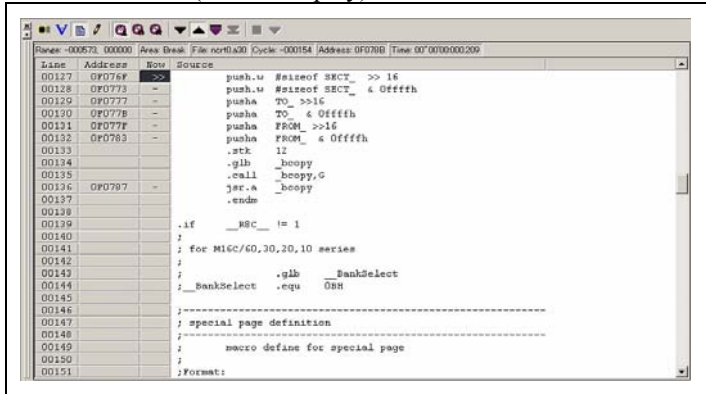 Range: -000573, 000000 Area: Break File: ncrt0.a30 Cycle: -000154 Address: 0F078B Time: 00"00'00:000.209
Line Address Now Source
00127 0F076F >> push.w #sizeof SECT_ >> 16
00128 0F0773 - push.w #sizeof SECT_ & 0ffffh
00129 0F0777 - pusha TO_ >>16
00130 0F077B - pusha TO_ & 0ffffh
00131 0F077F - pusha FROM_ >>16
00132 0F0783 - pusha FROM_ & 0ffffh
00133 .stk 12
00134 .glb _bcopy
00135 .call _bcopy,G
00136 0F0787 - jsr.a _bcopy
00137 .endm
00138
00139 .if __R8C__ != 1
00140 ;
00141 ; for M16C/60,30,20,10 series
00142 ;
00143 ; .glb __BankSelect
00144 ;__BankSelect .equ 0BH
00145
00146 ;---------------------------------------------------------------
00147 ; special page definition
00148 ;---------------------------------------------------------------
00149 ; macro define for special page
00150 ;
00151 ;Format: